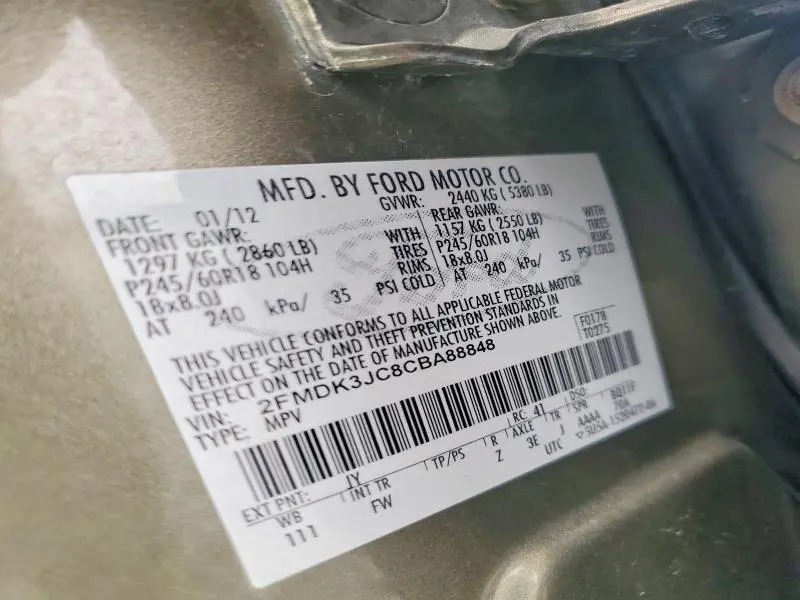 MFD. BY FORD MOTOR CO.
DATE: 01/12
GVWR: 2440 KG ( 5380 LB)
FRONT GAWR:
1297 KG ( 2860 LB)
P245/60R18 104H
18x8.0J
WITH
TIRES
RIMS
AT 240 kPa/ 35 PSI COLD
REAR GAWR:
1157 KG ( 2550 LB)
P245/60R18 104H
18x8.0J
WITH
TIRES
RIMS
AT 240 kPa/ 35 PSI COLD
THIS VEHICLE CONFORMS TO ALL APPLICABLE FEDERAL MOTOR
VEHICLE SAFETY AND THEFT PREVENTION STANDARDS IN
EFFECT ON THE DATE OF MANUFACTURE SHOWN ABOVE.
VIN: 2FMDK3JC8CBA88848
TYPE: MPV
F0178
T0275
EXT PNT: JY
RC: 41
DSO:
WB
INT TR
TP/PS
R
AXLE
TR
SPR
111
FW
Z
3E
J
AAAA
UTC